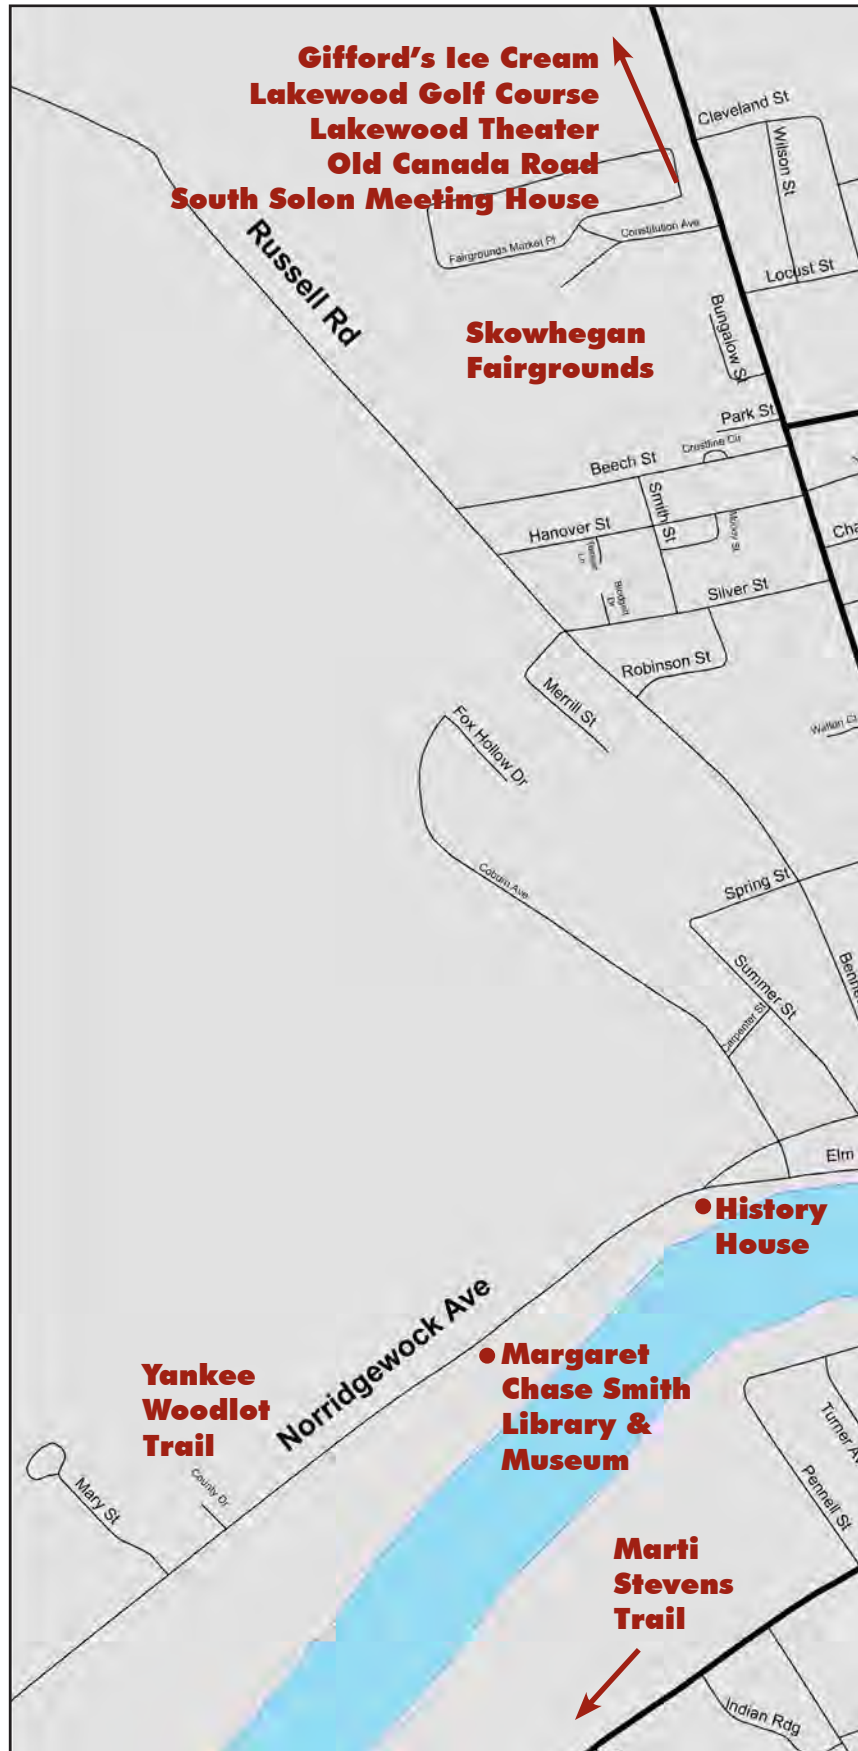 Gifford's Ice Cream
Lakewood Golf Course
Lakewood Theater
Old Canada Road
South Solon Meeting House
Cleveland St
Wilson St
Russell Rd
Constitution Ave
Fairgrounds Market Pl
Locust St
Skowhegan
Fairgrounds
Bungalow St
Park St
Beech St
Smith St
Hanover St
Cha
Silver St
Robinson St
Merrill St
Fox Hollow Dr
Coburn Ave
Spring St
Summer St
Benne
Carpenter St
Elm
History
House
Norridgewock Ave
Margaret
Chase Smith
Library &
Museum
Yankee
Woodlot
Trail
Mary St
County Dr
Turner Av
Pennell St
Marti
Stevens
Trail
Indian Rdg